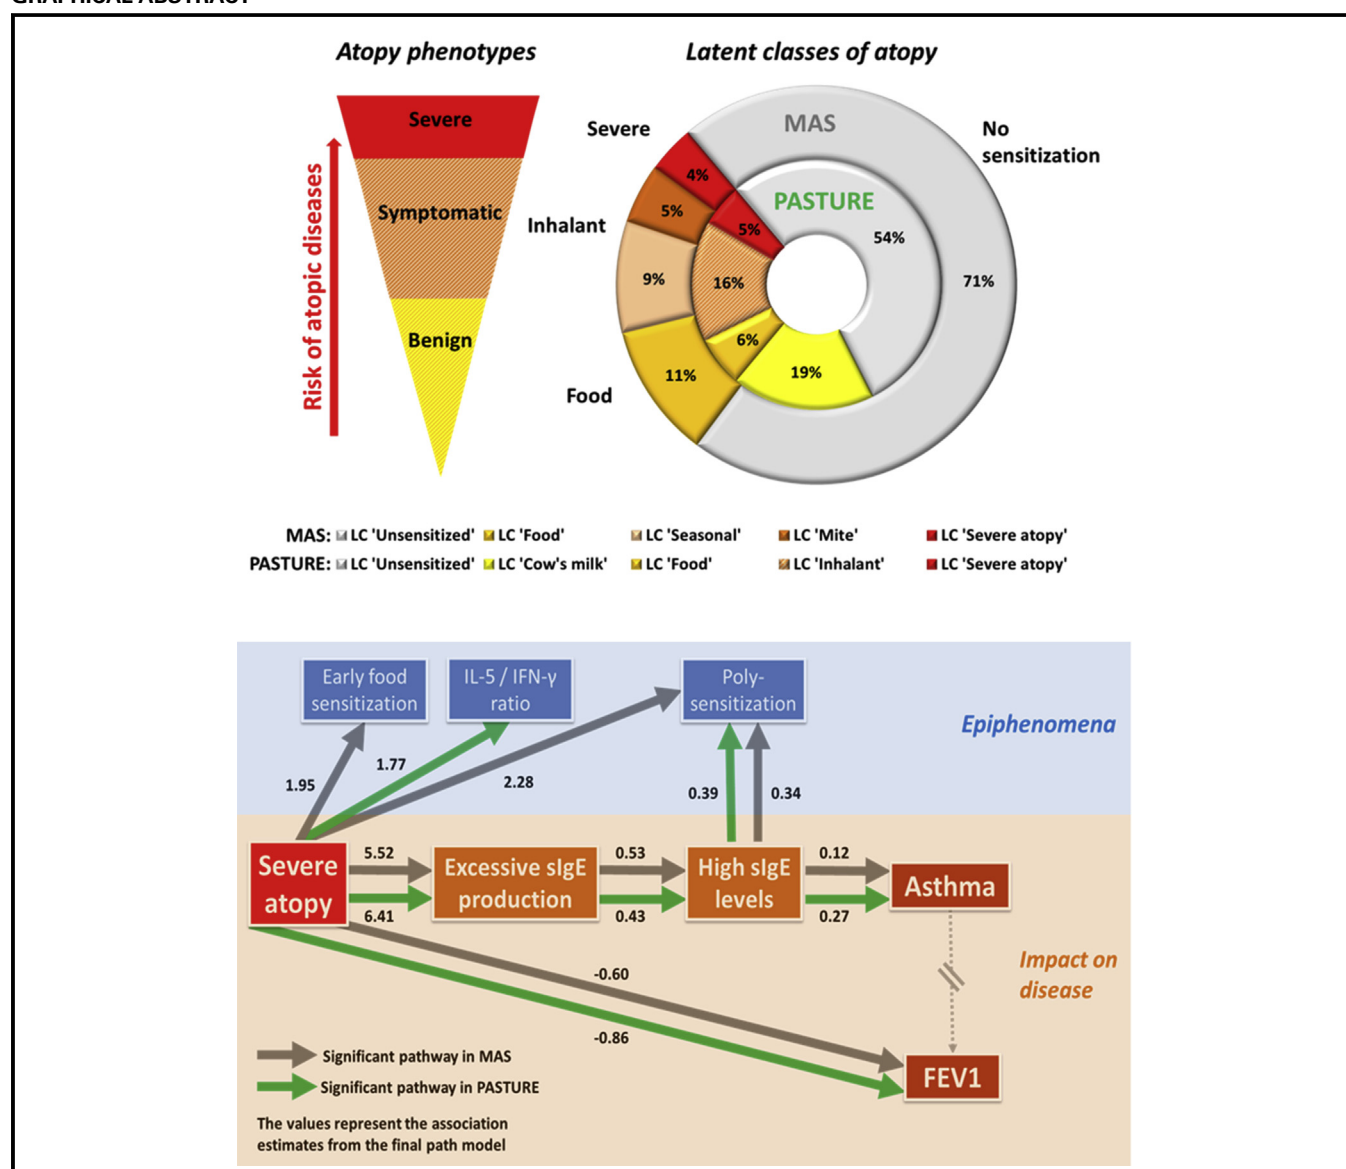 GRAPHICAL ABSTRACT
Atopy phenotypes
Latent classes of atopy
Risk of atopic diseases
Severe
Symptomatic
Benign
Severe
Inhalant
Food
No
sensitization
MAS
PASTURE
4%
5%
9%
11%
71%
5%
16%
6%
19%
54%
MAS: LC 'Unsensitized' LC 'Food' LC 'Seasonal' LC 'Mite' LC 'Severe atopy'
PASTURE: LC 'Unsensitized' LC 'Cow's milk' LC 'Food' LC 'Inhalant' LC 'Severe atopy'
Early food
sensitization
IL-5 / IFN-γ
ratio
Poly-
sensitization
Epiphenomena
1.95
1.77
2.28
0.39
0.34
Severe
atopy
5.52
6.41
Excessive sIgE
production
0.53
0.43
High sIgE
levels
0.12
0.27
Asthma
Impact on
disease
-0.60
-0.86
FEV1
Significant pathway in MAS
Significant pathway in PASTURE
The values represent the association
estimates from the final path model